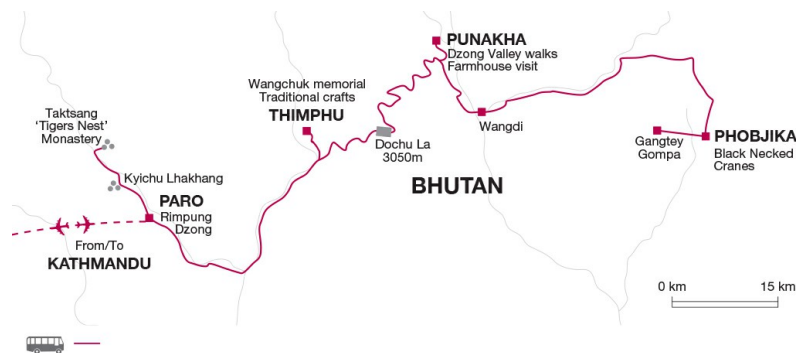 PUNAKHA
Dzong Valley walks
Farmhouse visit
Wangchuk memorial
Traditional crafts
THIMPHU
Taktsang
'Tigers Nest'
Monastery
Dochu La
3050m
Wangdi
Gangtey
Gompa
PHOBJIKA
Black Necked
Cranes
Kyichu Lhakhang
BHUTAN
PARO
Rimpung
Dzong
From/To
KATHMANDU
0 km
15 km